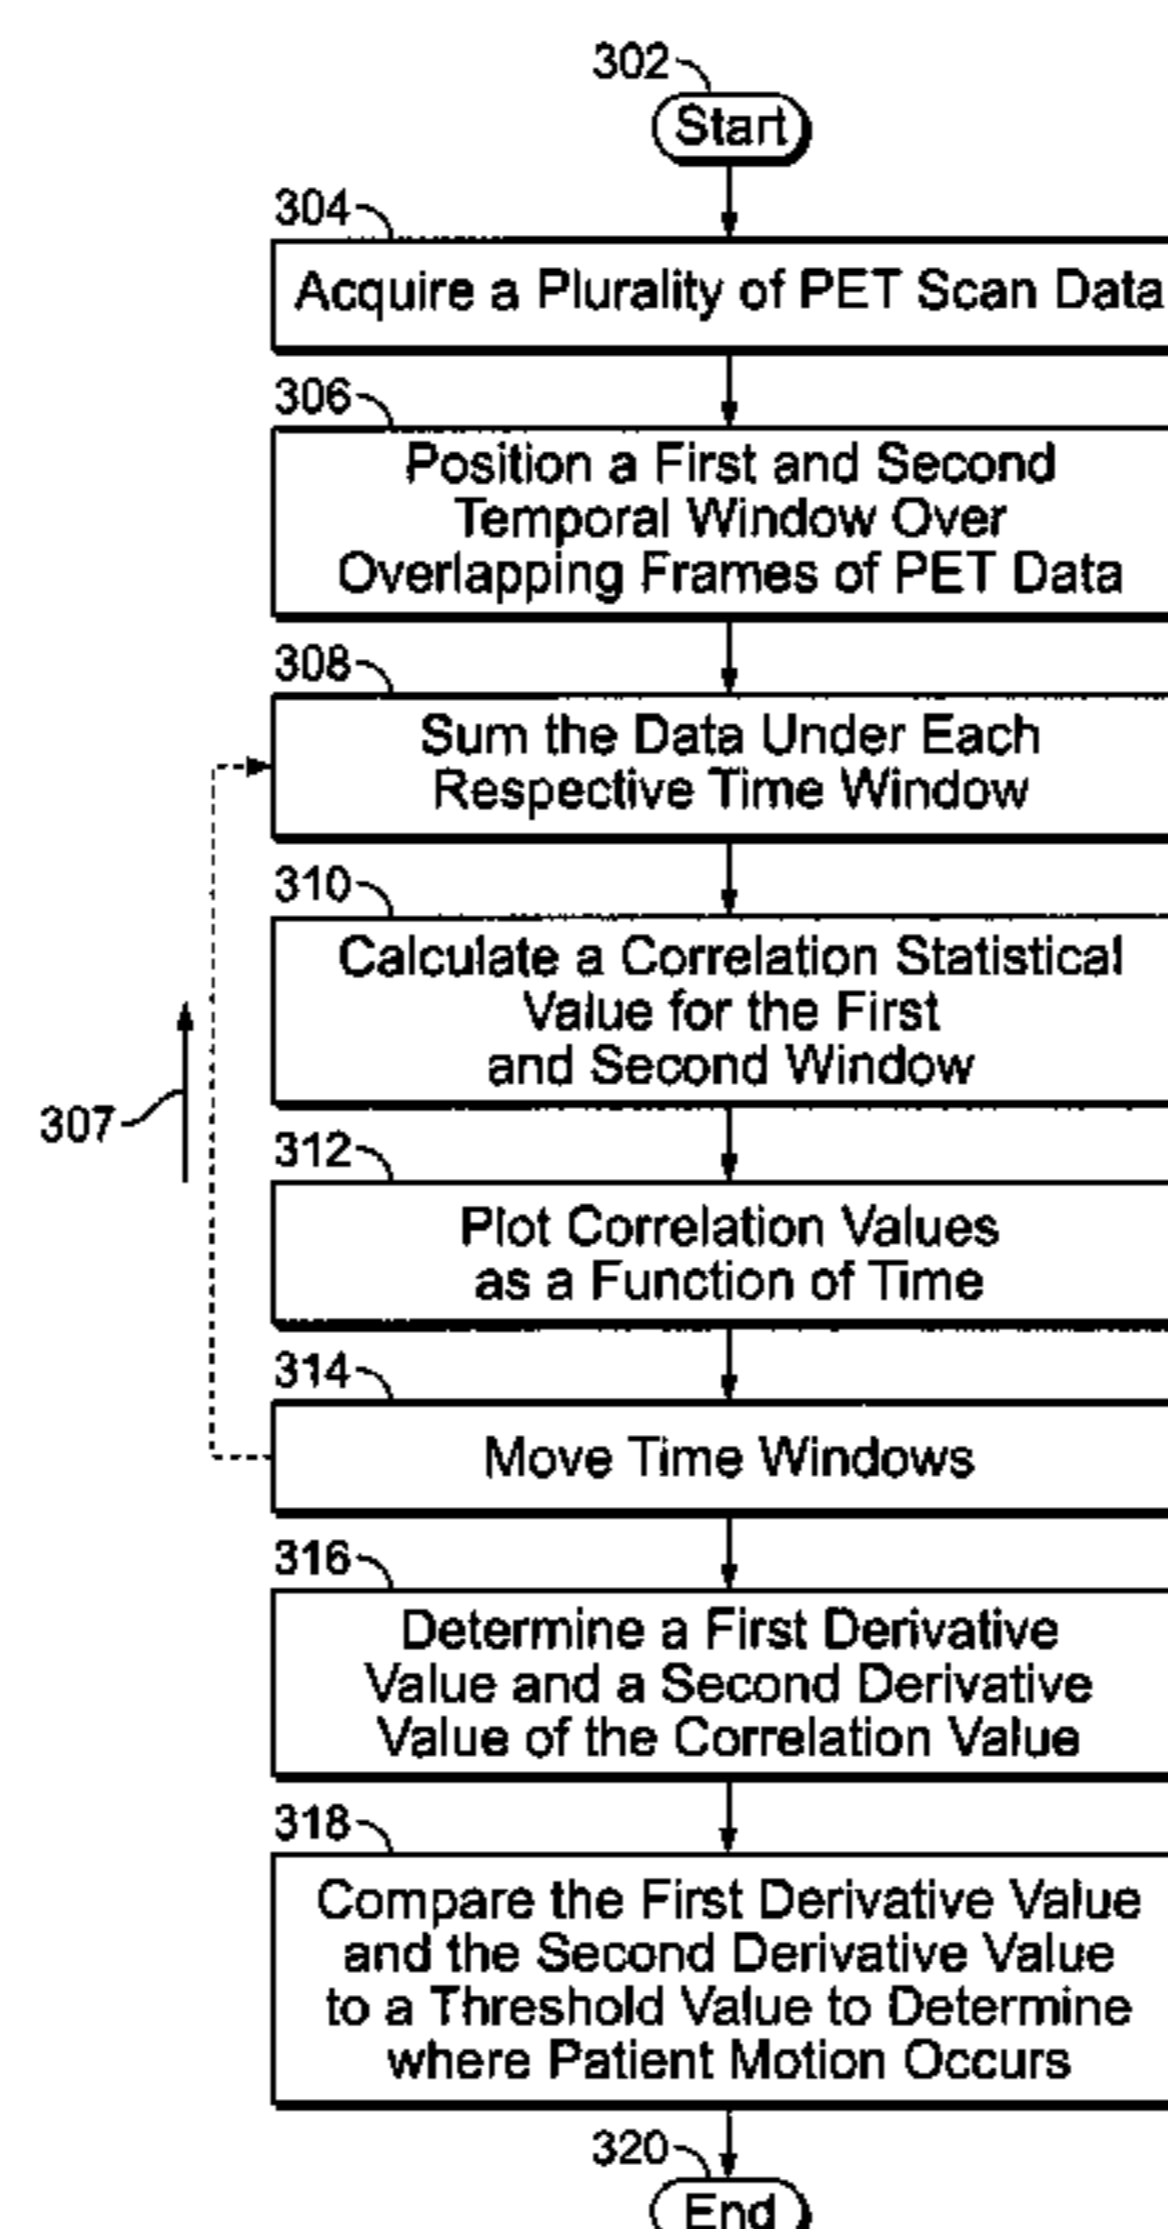 302
Start
304
Acquire a Plurality of PET Scan Data
306
Position a First and Second
Temporal Window Over
Overlapping Frames of PET Data
308
Sum the Data Under Each
Respective Time Window
310
Calculate a Correlation Statistical
Value for the First
and Second Window
307
312
Plot Correlation Values
as a Function of Time
314
Move Time Windows
316
Determine a First Derivative
Value and a Second Derivative
Value of the Correlation Value
318
Compare the First Derivative Value
and the Second Derivative Value
to a Threshold Value to Determine
where Patient Motion Occurs
320
End